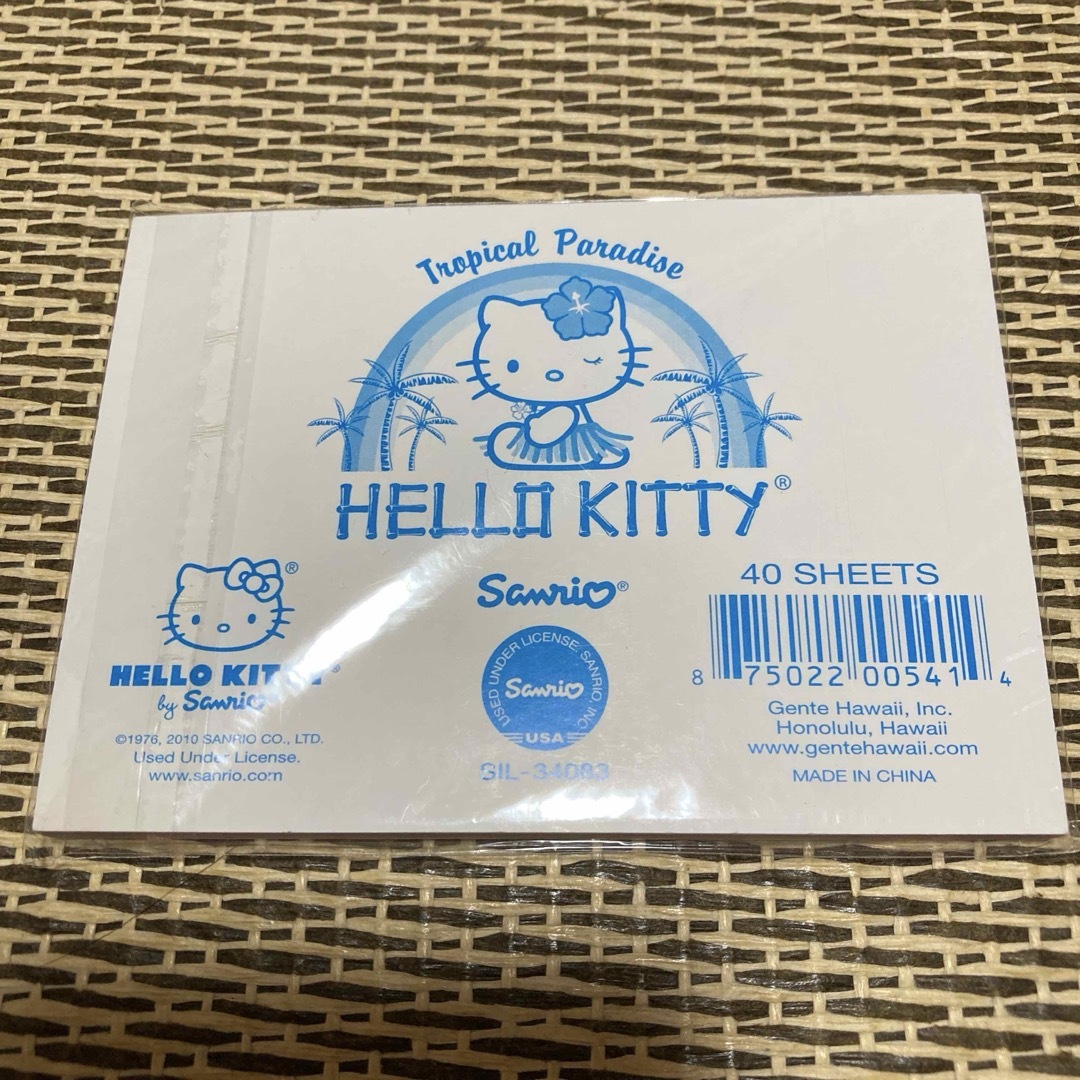 Tropical Paradise
HELLO KITTY®
®
HELLO KITTY®
by Sanrio
©1976, 2010 SANRIO CO., LTD.
Used Under License.
www.sanrio.com
Sanrio®
USED UNDER LICENSE. SANRIO, INC.
Sanrio
USA
GIL-34083
40 SHEETS
8 75022 00541 4
Gente Hawaii, Inc.
Honolulu, Hawaii
www.gentehawaii.com
MADE IN CHINA